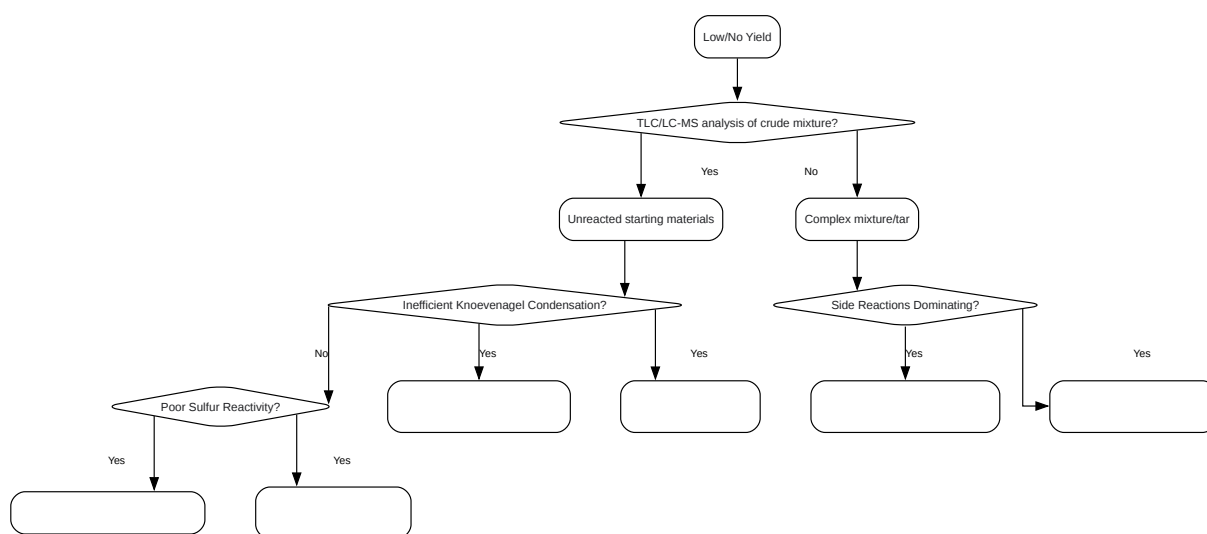 Low/No Yield
TLC/LC-MS analysis of crude mixture?
Yes
No
Unreacted starting materials
Complex mixture/tar
Inefficient Knoevenagel Condensation?
Side Reactions Dominating?
No
Yes
Yes
Yes
Yes
Poor Sulfur Reactivity?
Yes
Yes